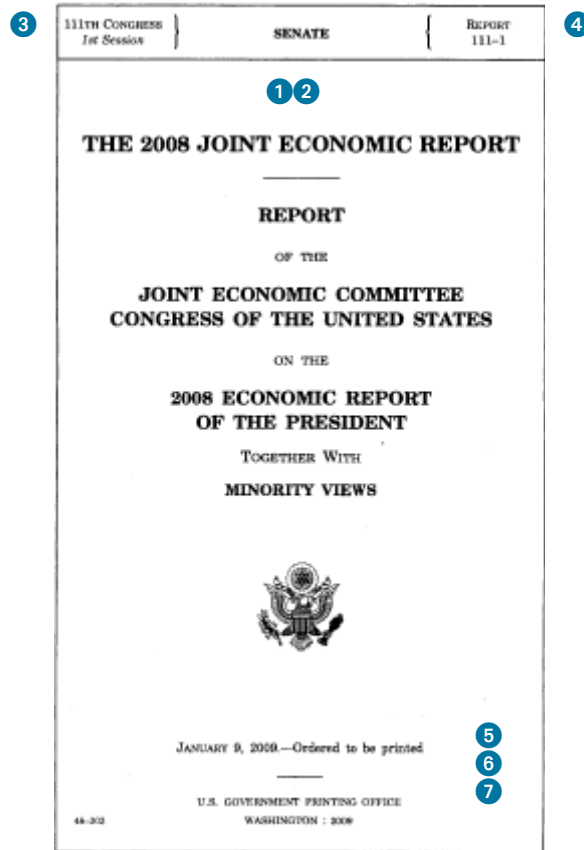 3
111TH CONGRESS
1st Session
SENATE
REPORT
111–1
4
1 2
THE 2008 JOINT ECONOMIC REPORT
REPORT
OF THE
JOINT ECONOMIC COMMITTEE
CONGRESS OF THE UNITED STATES
ON THE
2008 ECONOMIC REPORT
OF THE PRESIDENT
TOGETHER WITH
MINORITY VIEWS
JANUARY 9, 2009.—Ordered to be printed
5
6
U.S. GOVERNMENT PRINTING OFFICE
7
WASHINGTON : 2009